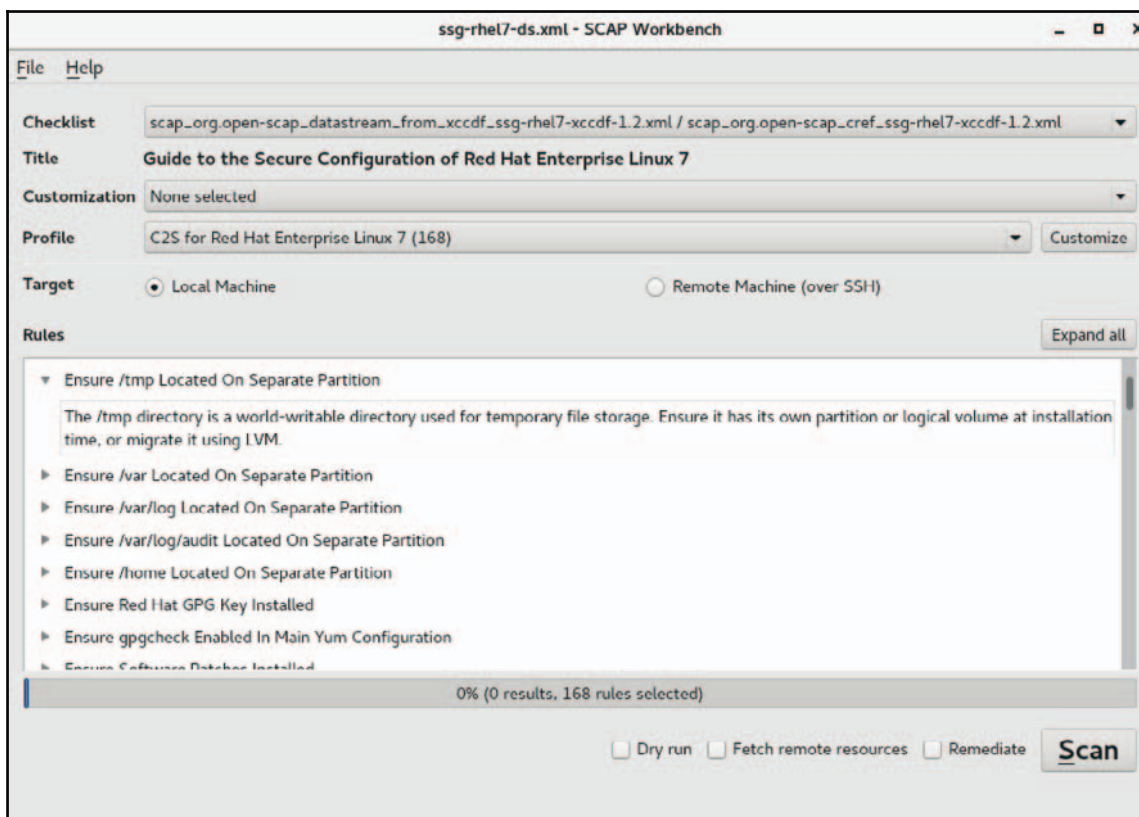 ssg-rhel7-ds.xml - SCAP Workbench
File Help
Checklist scap_org.open-scap_datastream_from_xccdf_ssg-rhel7-xccdf-1.2.xml / scap_org.open-scap_cref_ssg-rhel7-xccdf-1.2.xml
Title Guide to the Secure Configuration of Red Hat Enterprise Linux 7
Customization None selected
Profile C2S for Red Hat Enterprise Linux 7 (168) Customize
Target Local Machine Remote Machine (over SSH)
Rules Expand all
Ensure /tmp Located On Separate Partition
The /tmp directory is a world-writable directory used for temporary file storage. Ensure it has its own partition or logical volume at installation
time, or migrate it using LVM.
Ensure /var Located On Separate Partition
Ensure /var/log Located On Separate Partition
Ensure /var/log/audit Located On Separate Partition
Ensure /home Located On Separate Partition
Ensure Red Hat GPG Key Installed
Ensure gpgcheck Enabled In Main Yum Configuration
Ensure Software Patches Installed
0% (0 results, 168 rules selected)
Dry run Fetch remote resources Remediate Scan